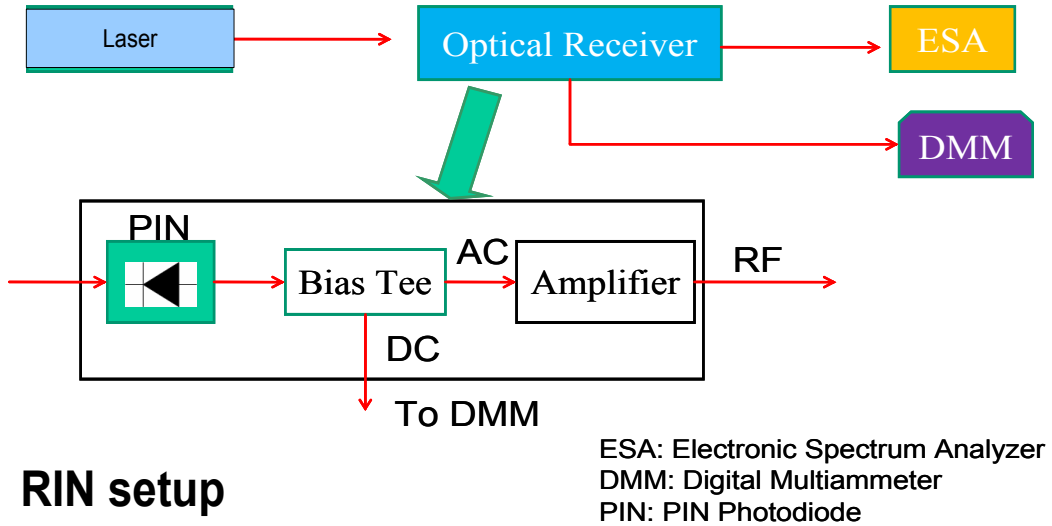 Laser
Optical Receiver
ESA
DMM
PIN
Bias Tee
AC
Amplifier
RF
DC
To DMM
RIN setup
ESA: Electronic Spectrum Analyzer
DMM: Digital Multiammeter
PIN: PIN Photodiode